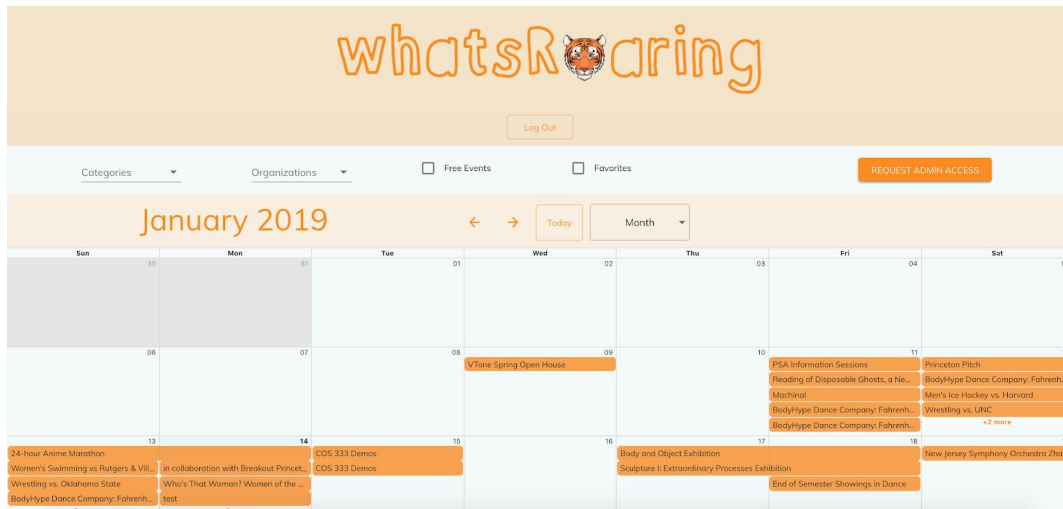 whatsRoaring
Log Out
Categories
Organizations
Free Events
Favorites
REQUEST ADMIN ACCESS
January 2019
Today
Month
Sun Mon Tue Wed Thu Fri Sat
30 31 01 02 03 04
06 07 08 09 10 11
VTone Spring Open House
PSA Information Sessions
Princeton Pitch
Reading of Disposable Ghosts, a Ne...
BodyHype Dance Company: Fahrenh...
Machinal
Men's Ice Hockey vs. Harvard
BodyHype Dance Company: Fahrenh...
Wrestling vs. UNC
BodyHype Dance Company: Fahrenh...
+2 more
13 14 15 16 17 18
24-hour Anime Marathon
COS 333 Demos
Body and Object Exhibition
New Jersey Symphony Orchestra Zha
Women's Swimming vs Rutgers & Vill...
in collaboration with Breakout Princet...
COS 333 Demos
Sculpture I: Extraordinary Processes Exhibition
Wrestling vs. Oklahoma State
Who's That Woman? Women of the ...
End of Semester Showings in Dance
BodyHype Dance Company: Fahrenh...
test